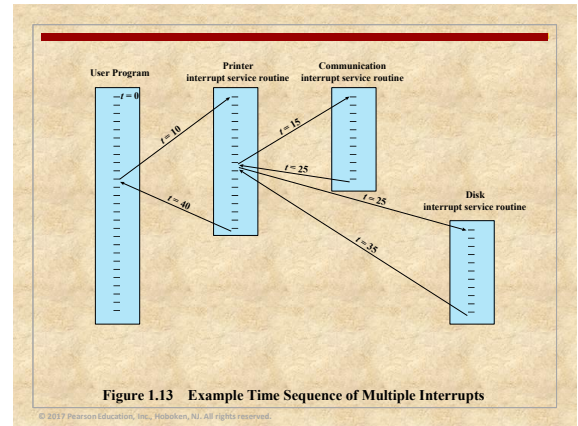 User Program
Printer
interrupt service routine
Communication
interrupt service routine
t = 0
t = 10
t = 15
t = 25
t = 25
t = 40
t = 35
Disk
interrupt service routine
Figure 1.13 Example Time Sequence of Multiple Interrupts
© 2017 Pearson Education, Inc., Hoboken, NJ. All rights reserved.